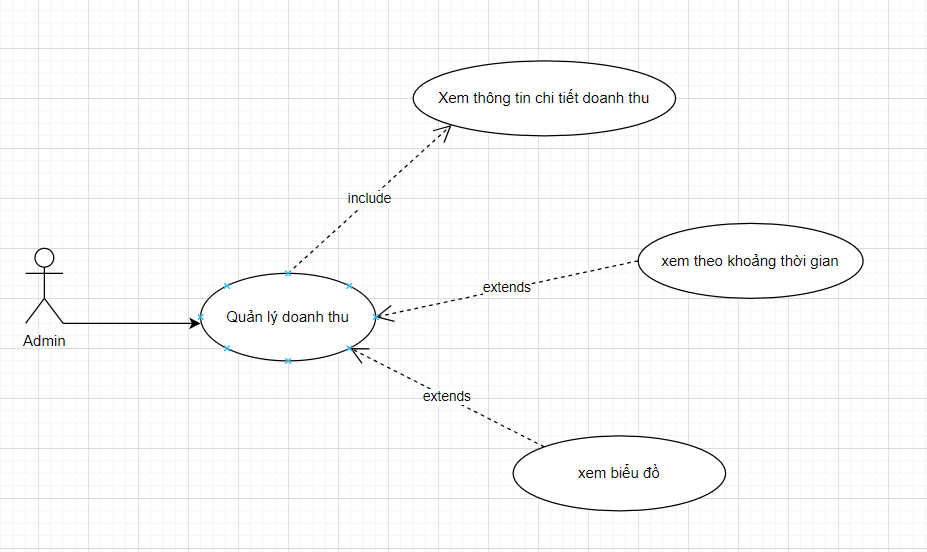 Xem thông tin chi tiết doanh thu
include
xem theo khoảng thời gian
extends
Quản lý doanh thu
Admin
extends
xem biểu đồ